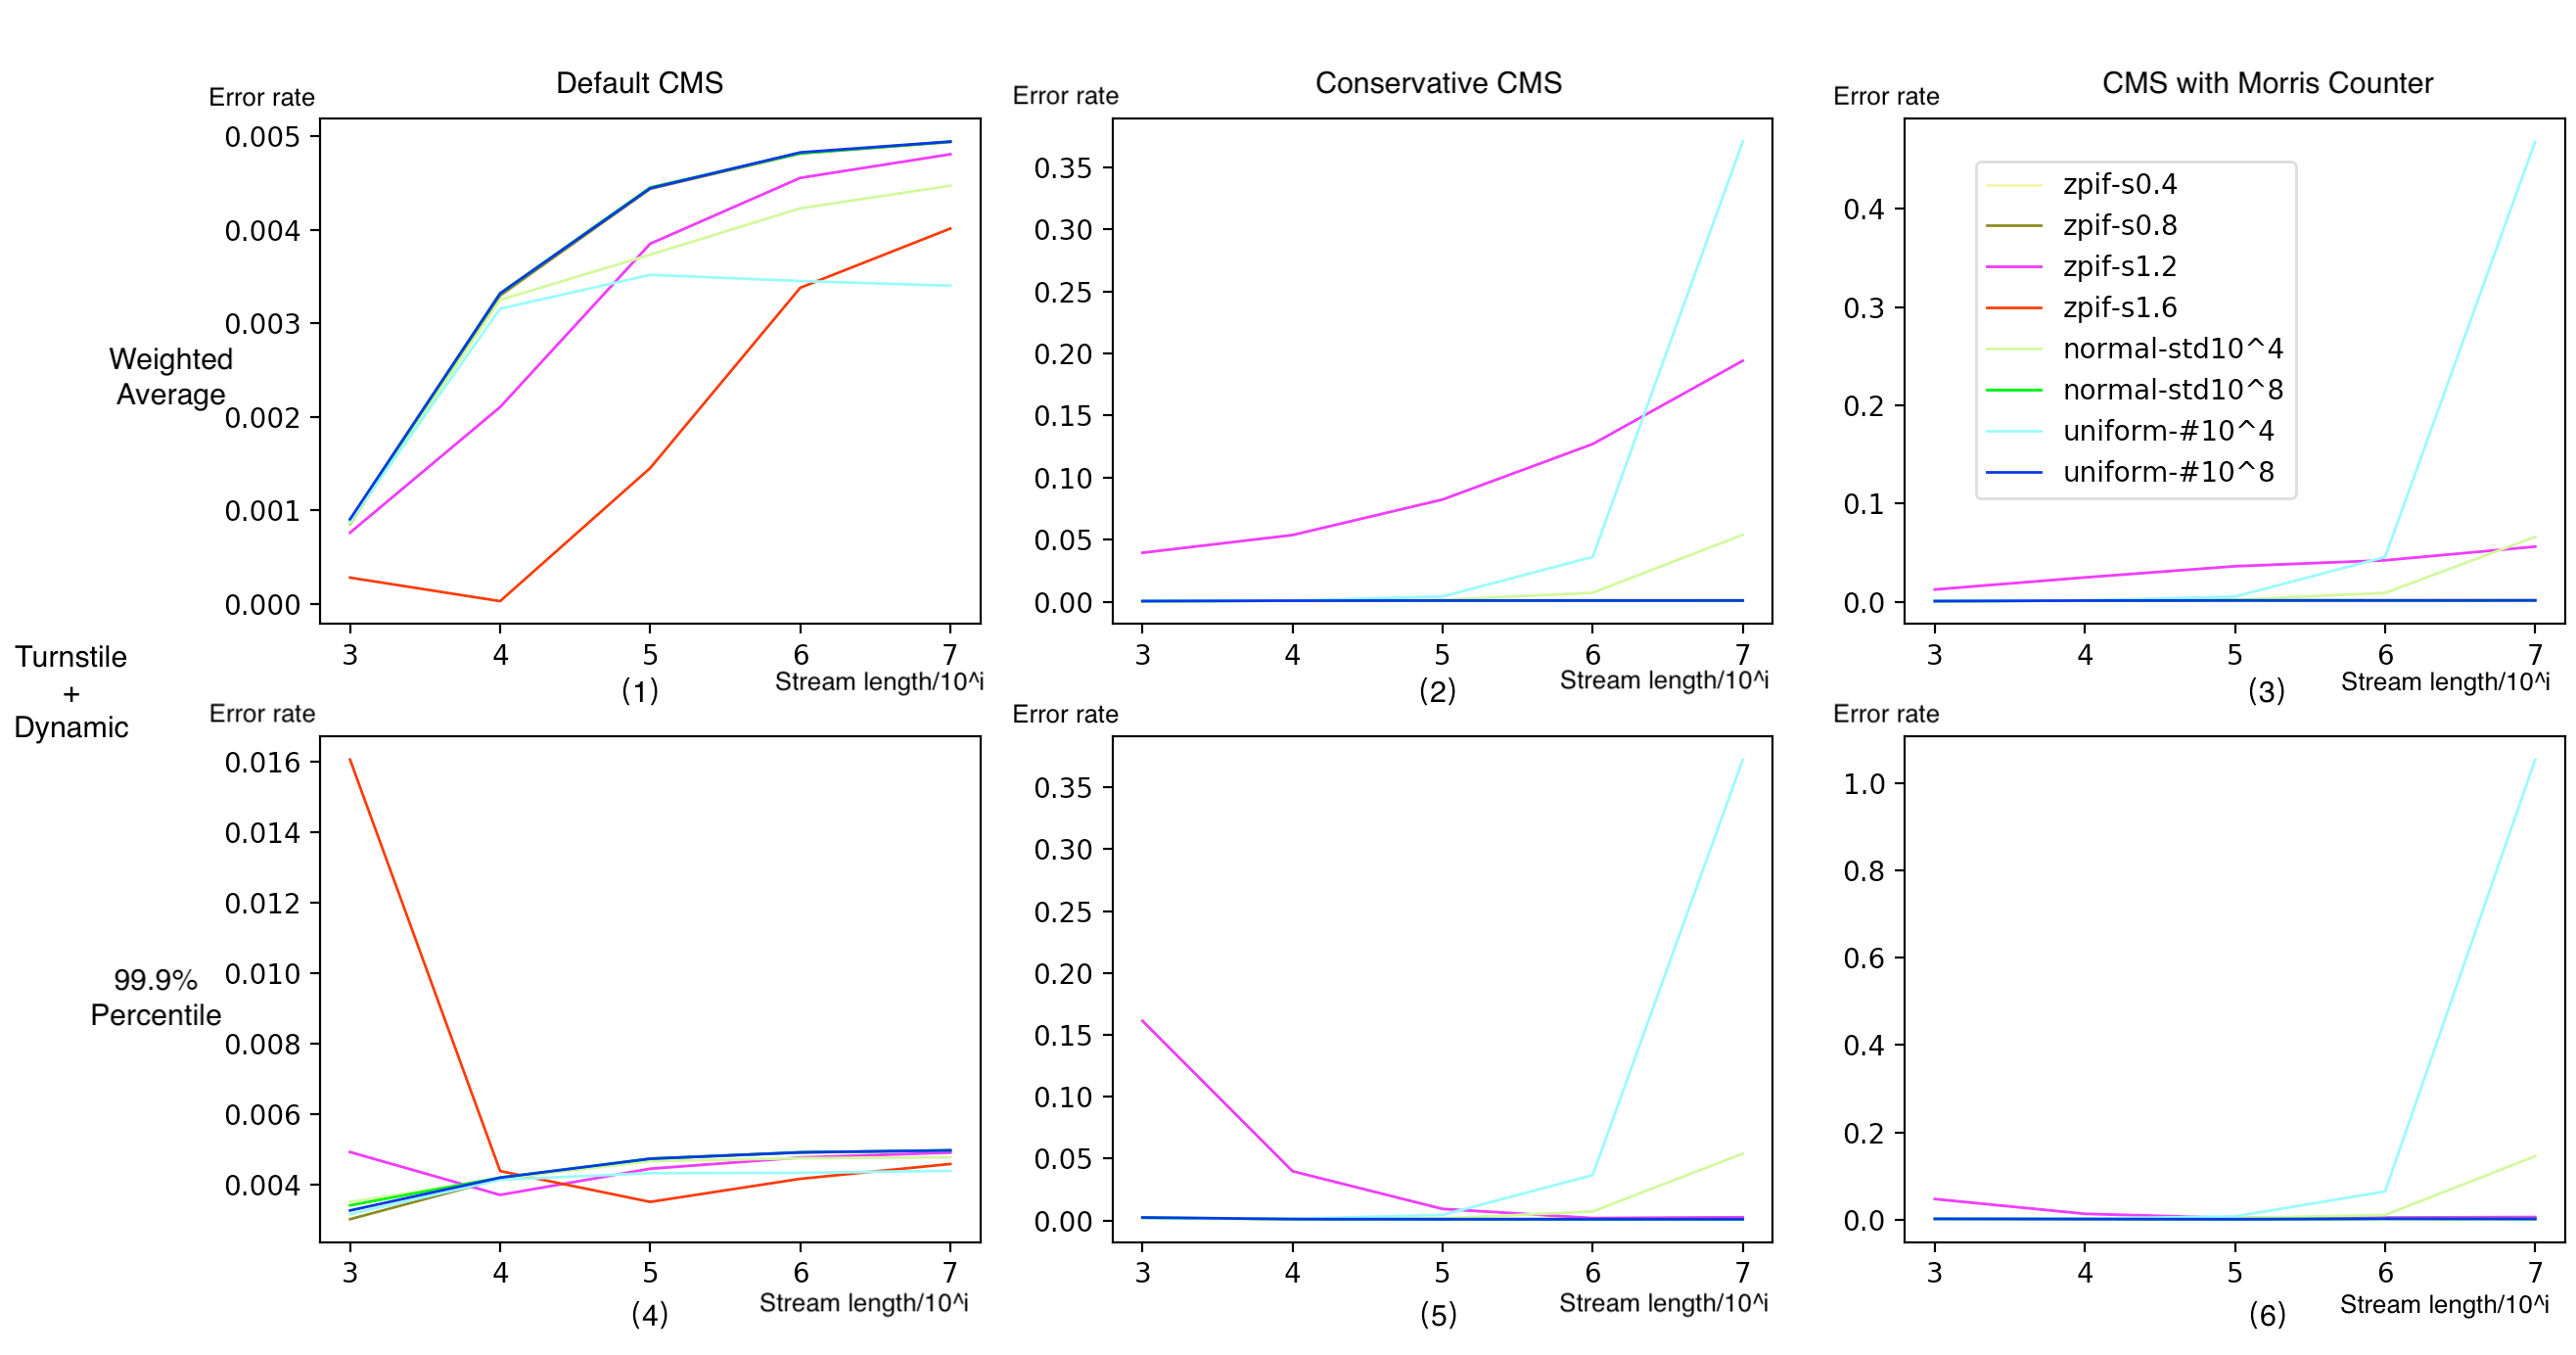 Default CMS
Conservative CMS
CMS with Morris Counter
Error rate
Error rate
Error rate
0.005
0.004
0.003
0.002
0.001
0.000
3 4 5 6 7
Stream length/10^i
(1)
0.35
0.30
0.25
0.20
0.15
0.10
0.05
0.00
3 4 5 6 7
Stream length/10^i
(2)
0.4
0.3
0.2
0.1
0.0
zpif-s0.4
zpif-s0.8
zpif-s1.2
zpif-s1.6
normal-std10^4
normal-std10^8
uniform-#10^4
uniform-#10^8
3 4 5 6 7
Stream length/10^i
(3)
Weighted
Average
Turnstile
+
Dynamic
99.9%
Percentile
Error rate
Error rate
Error rate
0.016
0.014
0.012
0.010
0.008
0.006
0.004
3 4 5 6 7
Stream length/10^i
(4)
0.35
0.30
0.25
0.20
0.15
0.10
0.05
0.00
3 4 5 6 7
Stream length/10^i
(5)
1.0
0.8
0.6
0.4
0.2
0.0
3 4 5 6 7
Stream length/10^i
(6)